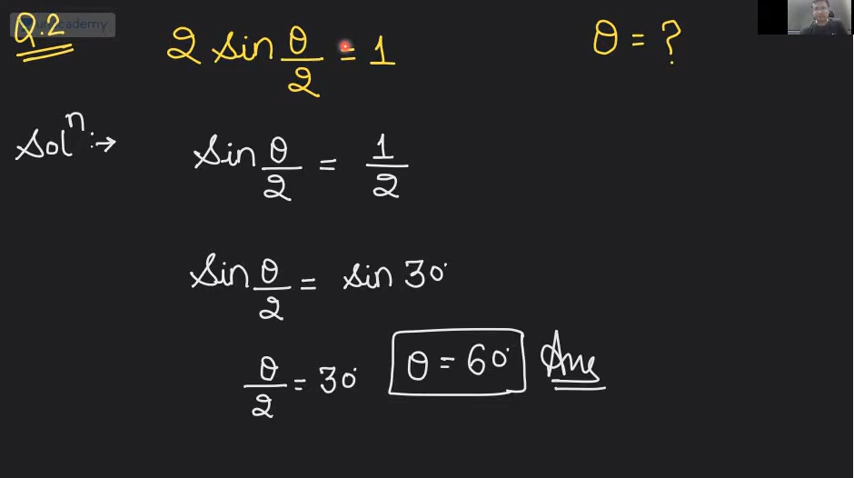 Q.2 2 sin θ/2 = 1 θ = ?
Solⁿ :→ sin θ/2 = 1/2
sin θ/2 = sin 30°
θ/2 = 30° θ = 60° Ans